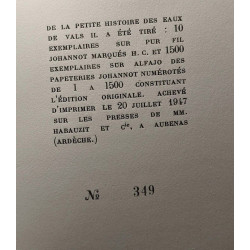 DE LA PETITE HISTOIRE DES EAUX
DE VALS IL A ÉTÉ TIRÉ : 10
EXEMPLAIRES SUR PUR FIL
JOHANNOT MARQUÉS H. C. ET 1500
EXEMPLAIRES SUR ALFAJO DES
PAPETERIES JOHANNOT NUMÉROTÉS
DE I A 1500 CONSTITUANT
L'ÉDITION ORIGINALE. ACHEVÉ
D'IMPRIMER LE 20 JUILLET 1947
SUR LES PRESSES DE MM.
HABAUZIT ET Cie, A AUBENAS
(ARDÈCHE.)
No 349